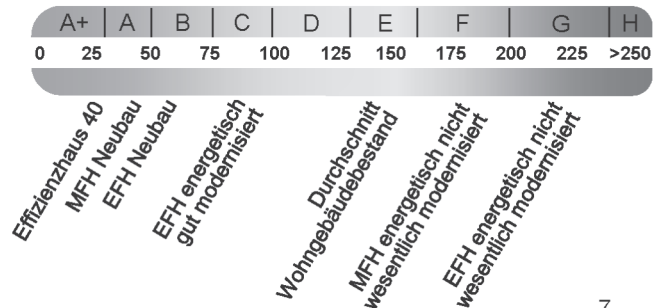 A+ A B C D E F G H
0 25 50 75 100 125 150 175 200 225 >250
Effizienzhaus 40
MFH Neubau
EFH Neubau
EFH energetisch
gut modernisiert
Durchschnitt
Wohngebäudebestand
MFH energetisch nicht
wesentlich modernisiert
EFH energetisch nicht
wesentlich modernisiert